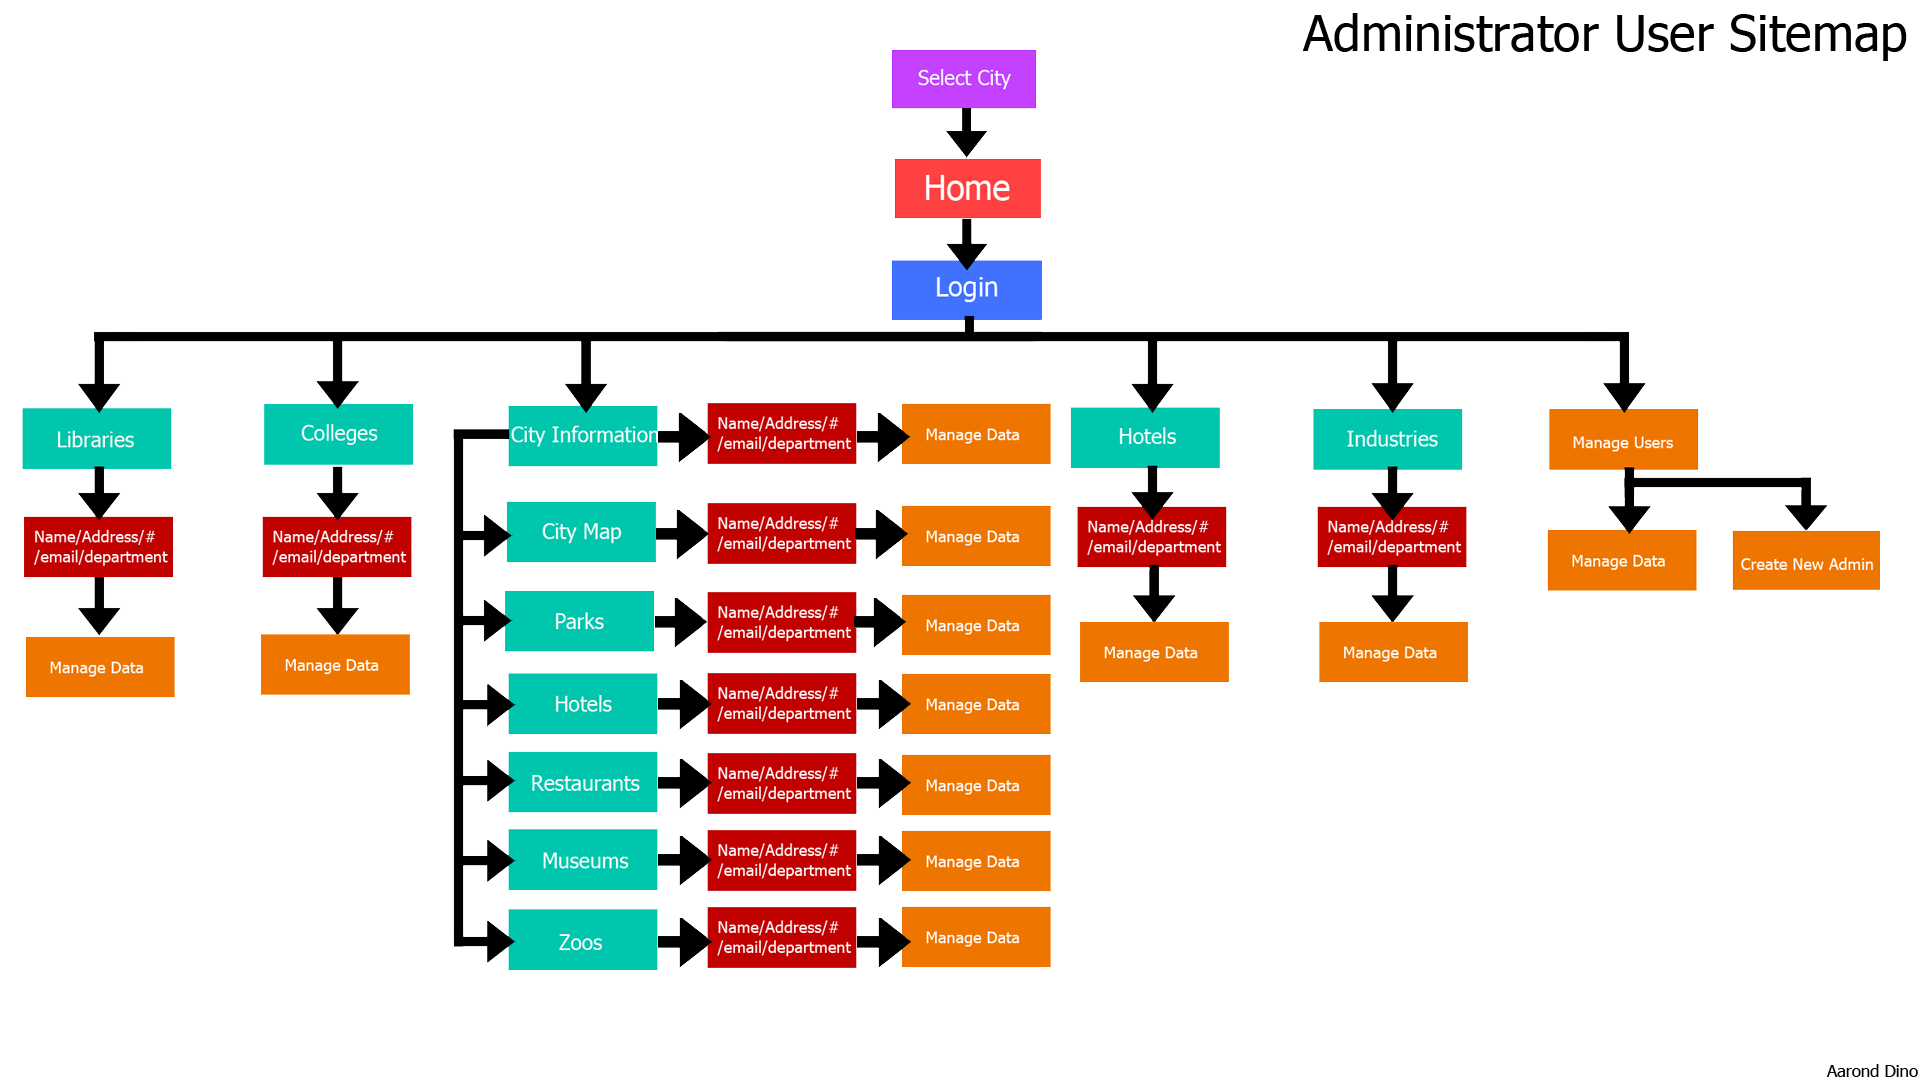 Administrator User Sitemap
Select City
Home
Login
Libraries
Name/Address/#
/email/department
Manage Data
Colleges
Name/Address/#
/email/department
Manage Data
City Information
Name/Address/#
/email/department
Manage Data
City Map
Name/Address/#
/email/department
Manage Data
Parks
Name/Address/#
/email/department
Manage Data
Hotels
Name/Address/#
/email/department
Manage Data
Restaurants
Name/Address/#
/email/department
Manage Data
Museums
Name/Address/#
/email/department
Manage Data
Zoos
Name/Address/#
/email/department
Manage Data
Hotels
Name/Address/#
/email/department
Manage Data
Industries
Name/Address/#
/email/department
Manage Data
Manage Users
Manage Data
Create New Admin
Aarond Dino